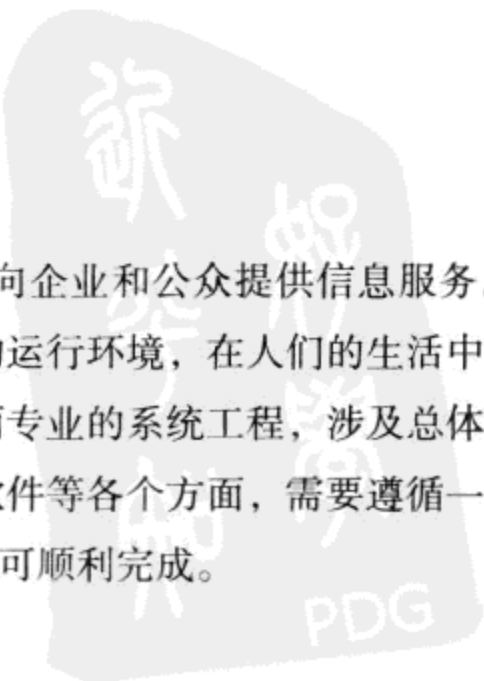 向企业和公众提供信息服务
运行环境，在人们的生活中
专业的系统工程，涉及总体
件等各个方面，需要遵循一
可顺利完成。
PDG